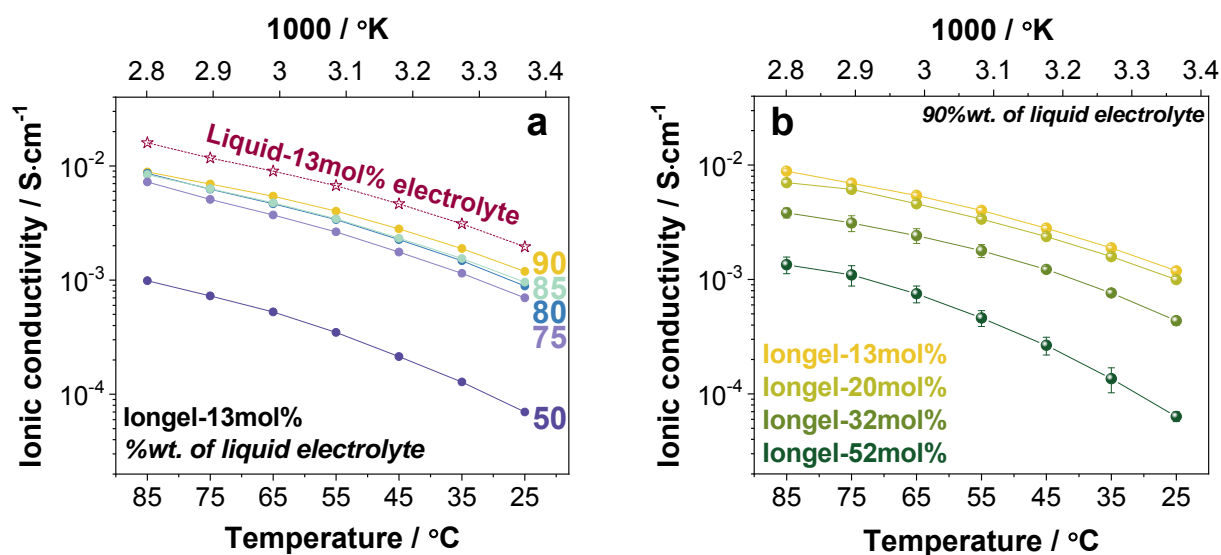 1000 / °K
2.8 2.9 3 3.1 3.2 3.3 3.4
a
Liquid-13mol% electrolyte
10⁻²
10⁻³
10⁻⁴
Ionic conductivity / S·cm⁻¹
90
85
80
75
50
Iongel-13mol%
%wt. of liquid electrolyte
85 75 65 55 45 35 25
Temperature / °C
1000 / °K
2.8 2.9 3 3.1 3.2 3.3 3.4
90%wt. of liquid electrolyte
b
10⁻²
10⁻³
10⁻⁴
Ionic conductivity / S·cm⁻¹
Iongel-13mol%
Iongel-20mol%
Iongel-32mol%
Iongel-52mol%
85 75 65 55 45 35 25
Temperature / °C